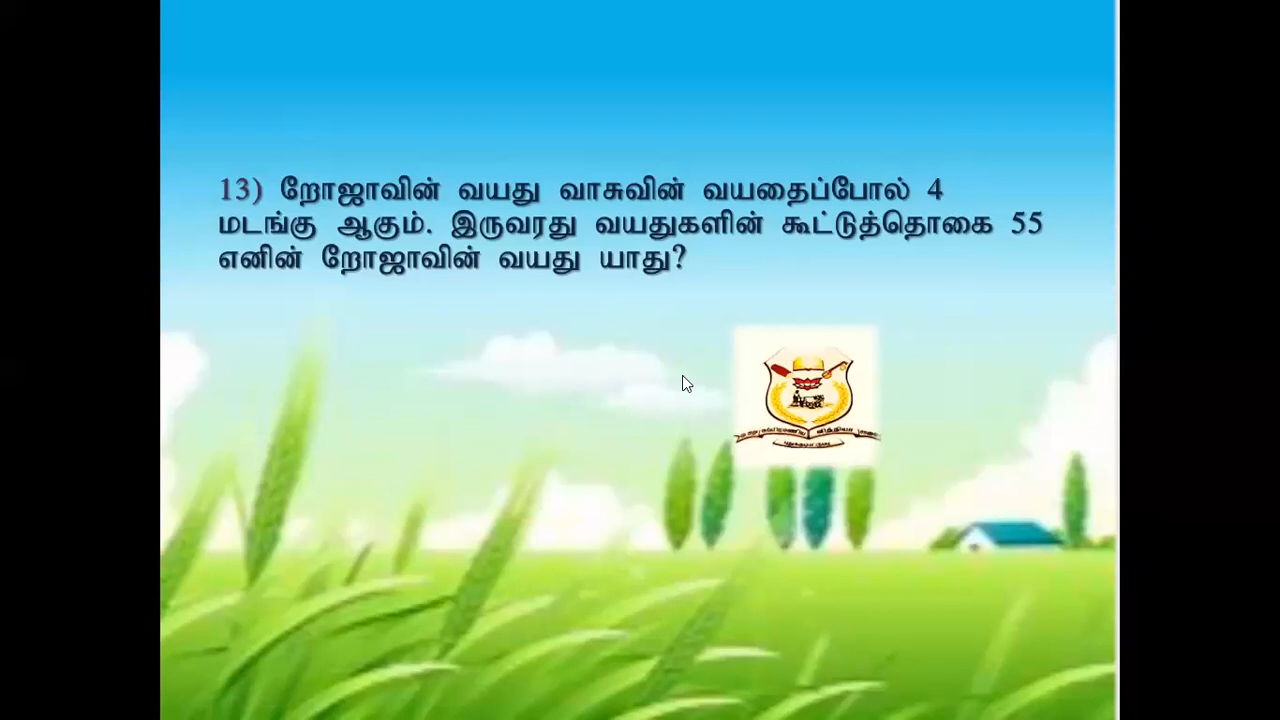 13) றோஜாவின் வயது வாசுவின் வயதைப்போல் 4
மடங்கு ஆகும். இருவரது வயதுகளின் கூட்டுத்தொகை 55
எனின் றோஜாவின் வயது யாது?